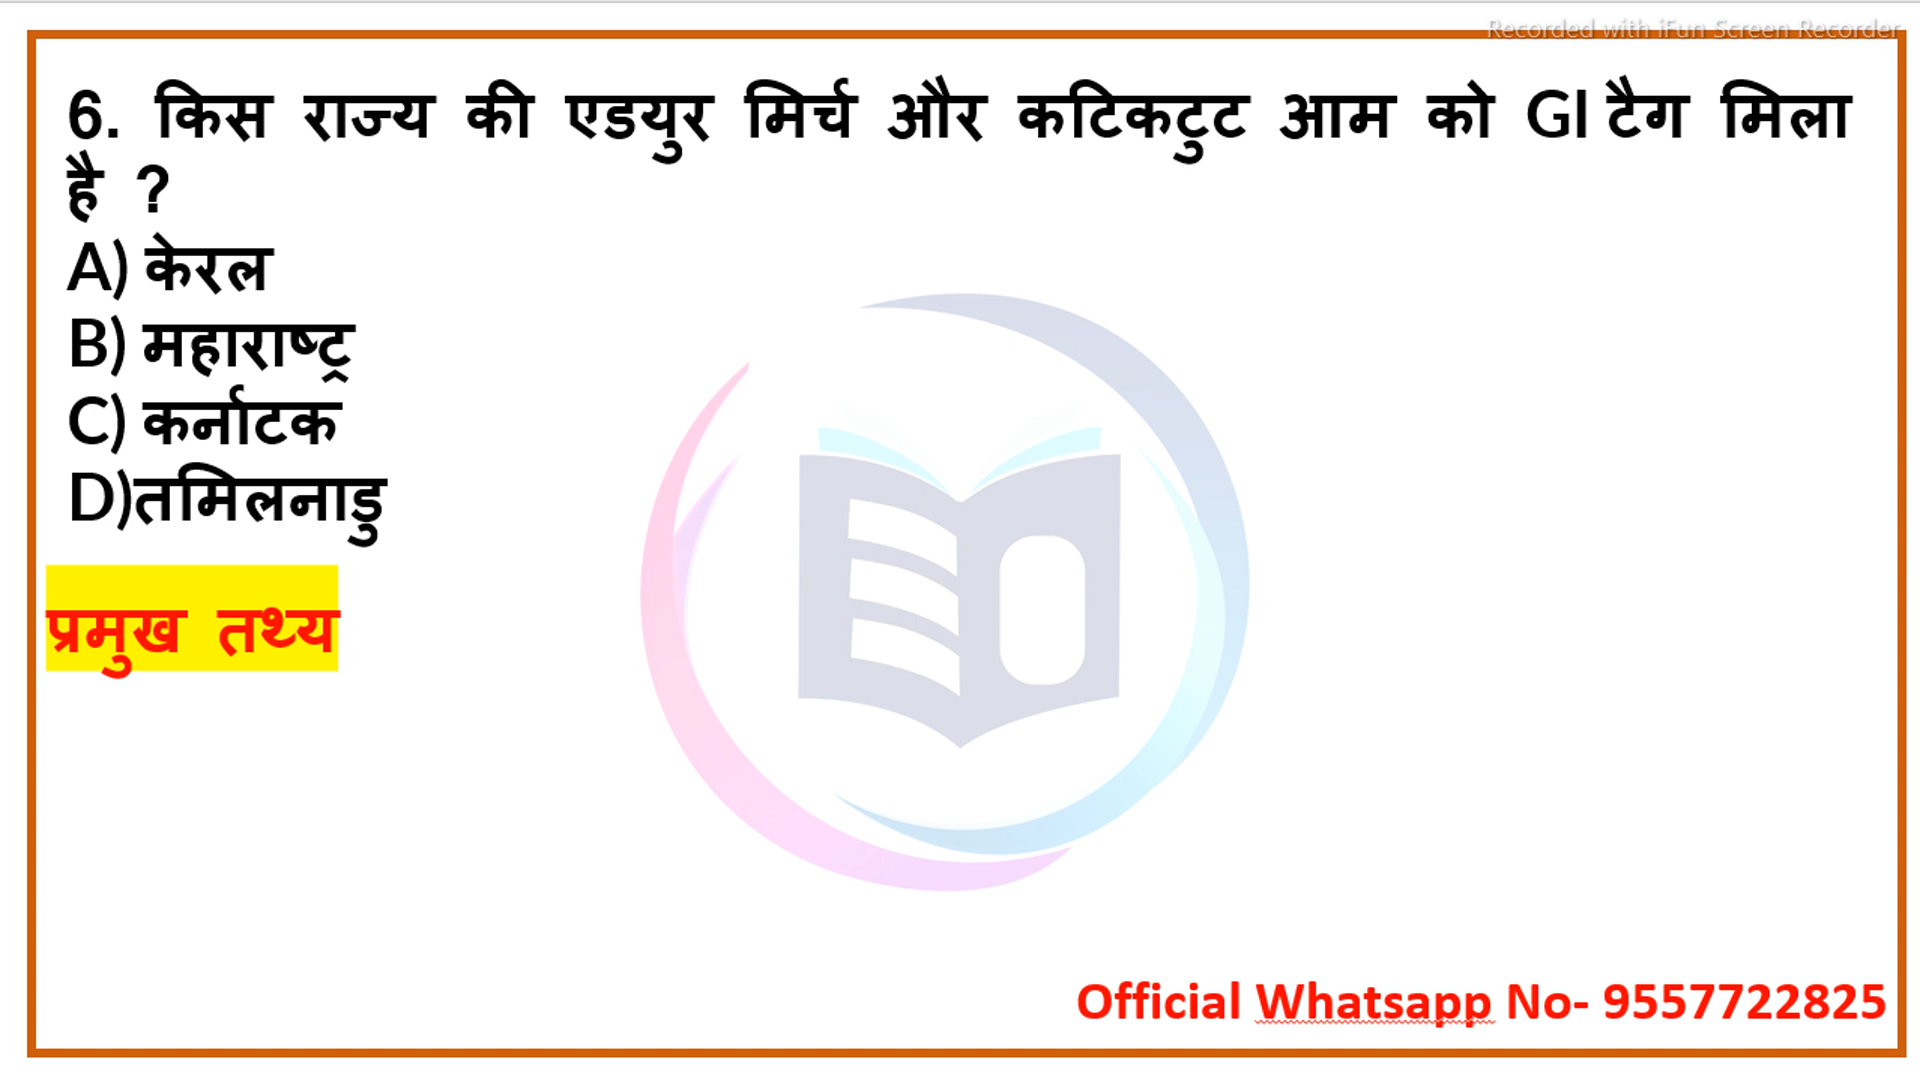 Recorded with iFun Screen Recorder
6. किस राज्य की एडयुर मिर्च और कटिकटुट आम को GI टैग मिला
है ?
A) केरल
B) महाराष्ट्र
C) कर्नाटक
D)तमिलनाडु
प्रमुख तथ्य
Official Whatsapp No- 9557722825